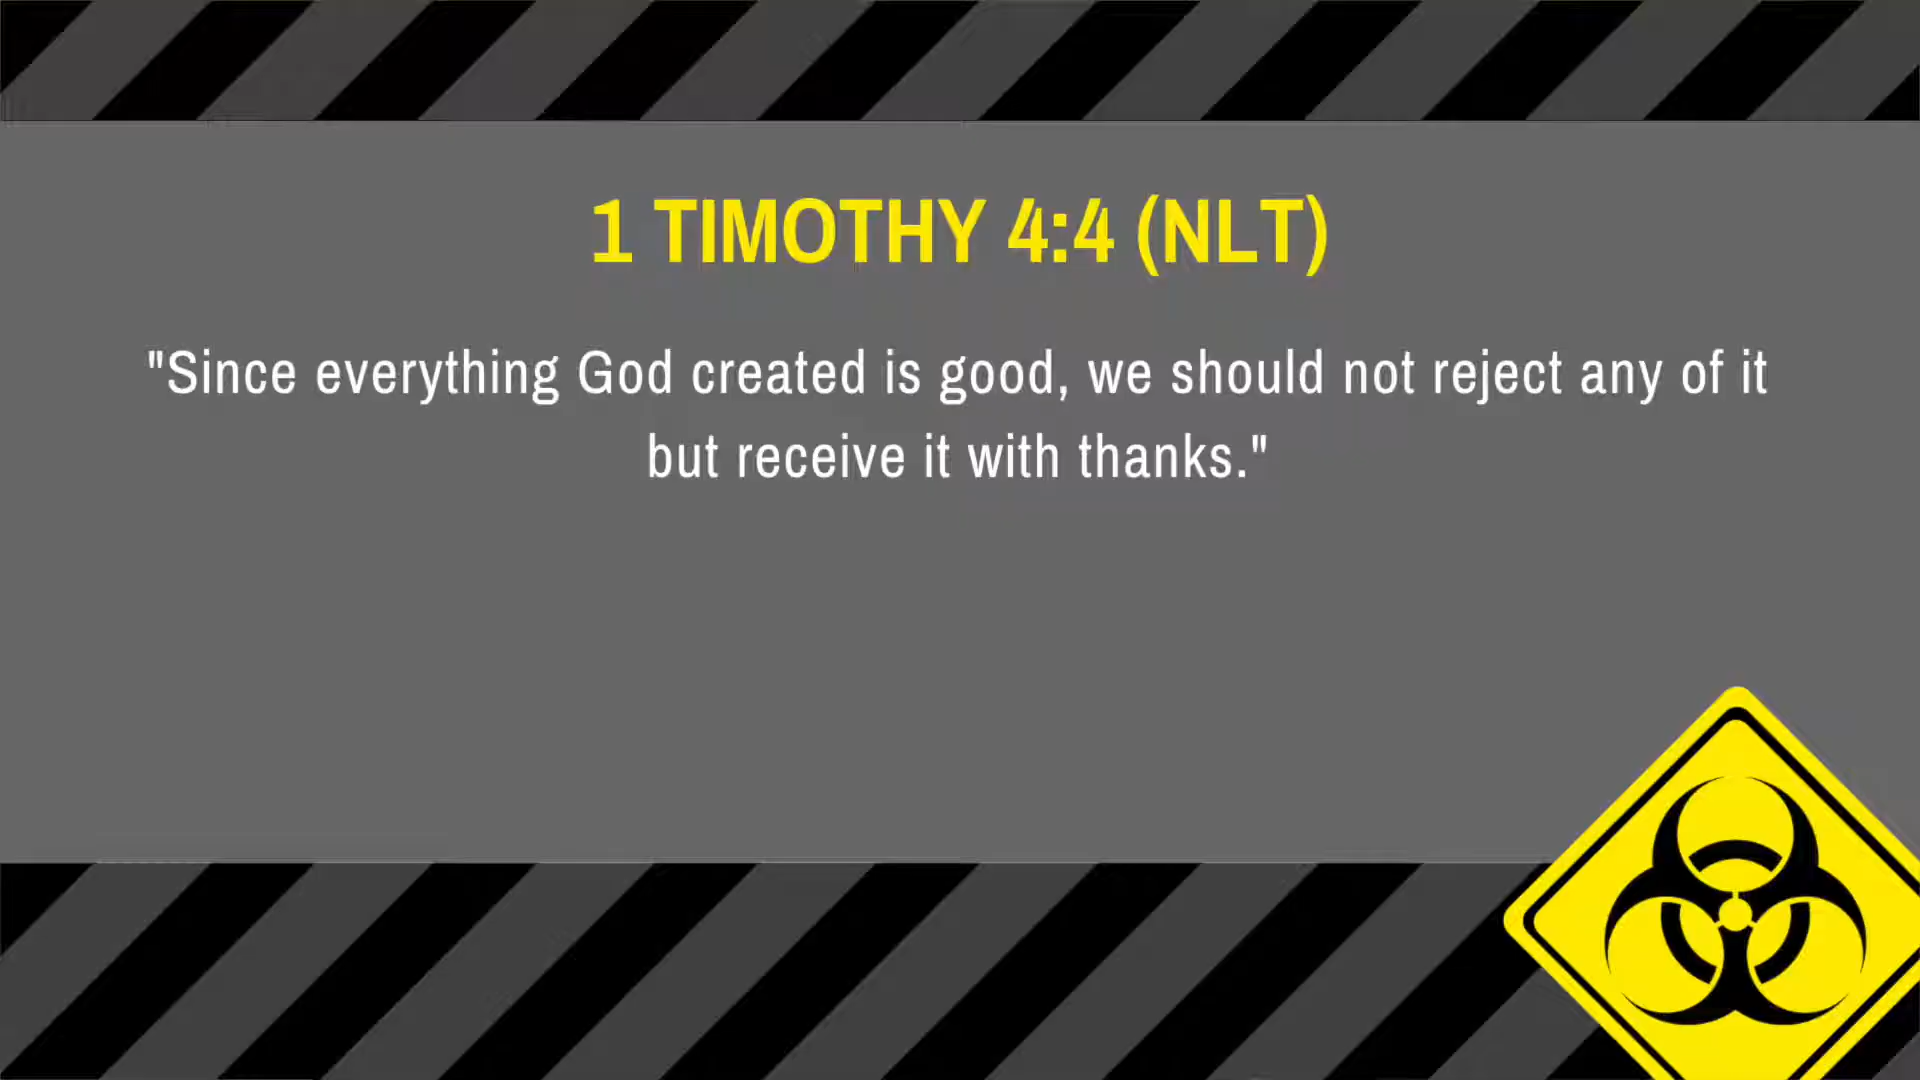 1 TIMOTHY 4:4 (NLT)
"Since everything God created is good, we should not reject any of it
but receive it with thanks."